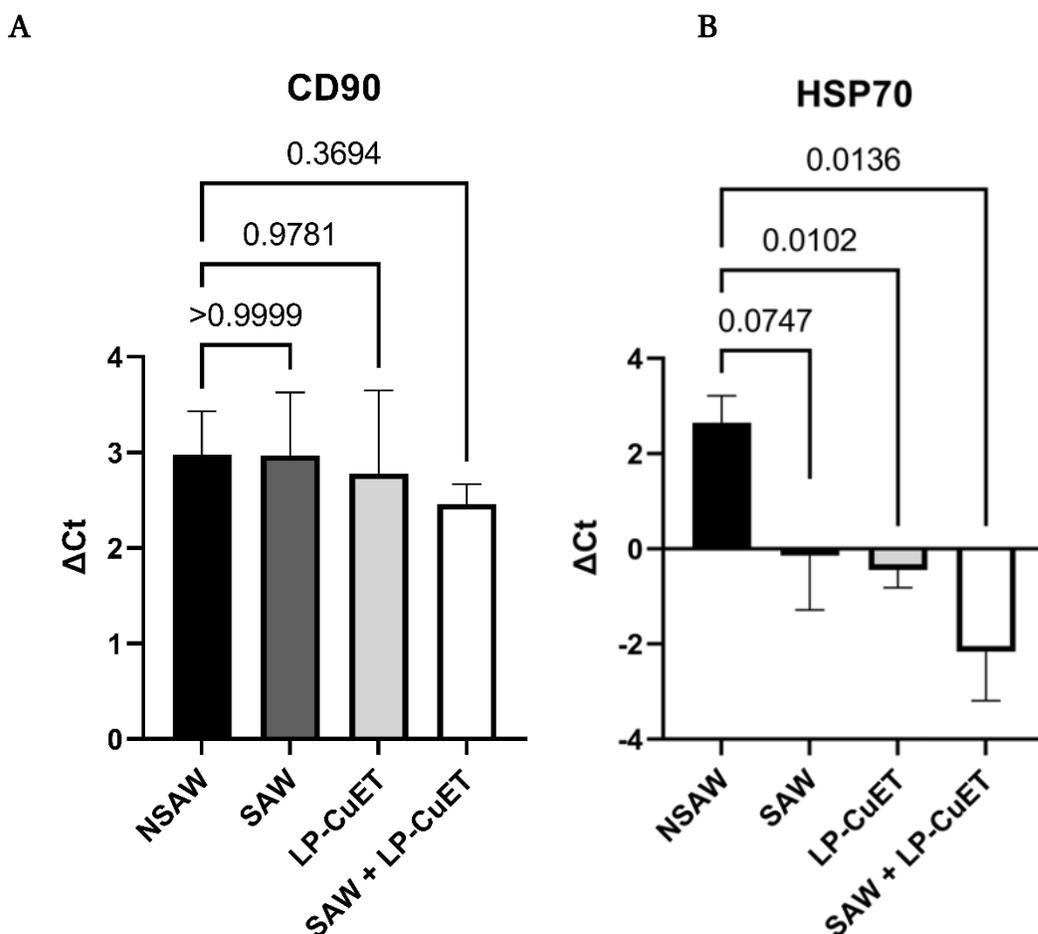 A
CD90
0.3694
0.9781
>0.9999
4
3
2
1
0
ΔCt
NSAW
SAW
LP-CuET
SAW + LP-CuET
B
HSP70
0.0136
0.0102
0.0747
4
2
0
-2
-4
ΔCt
NSAW
SAW
LP-CuET
SAW + LP-CuET